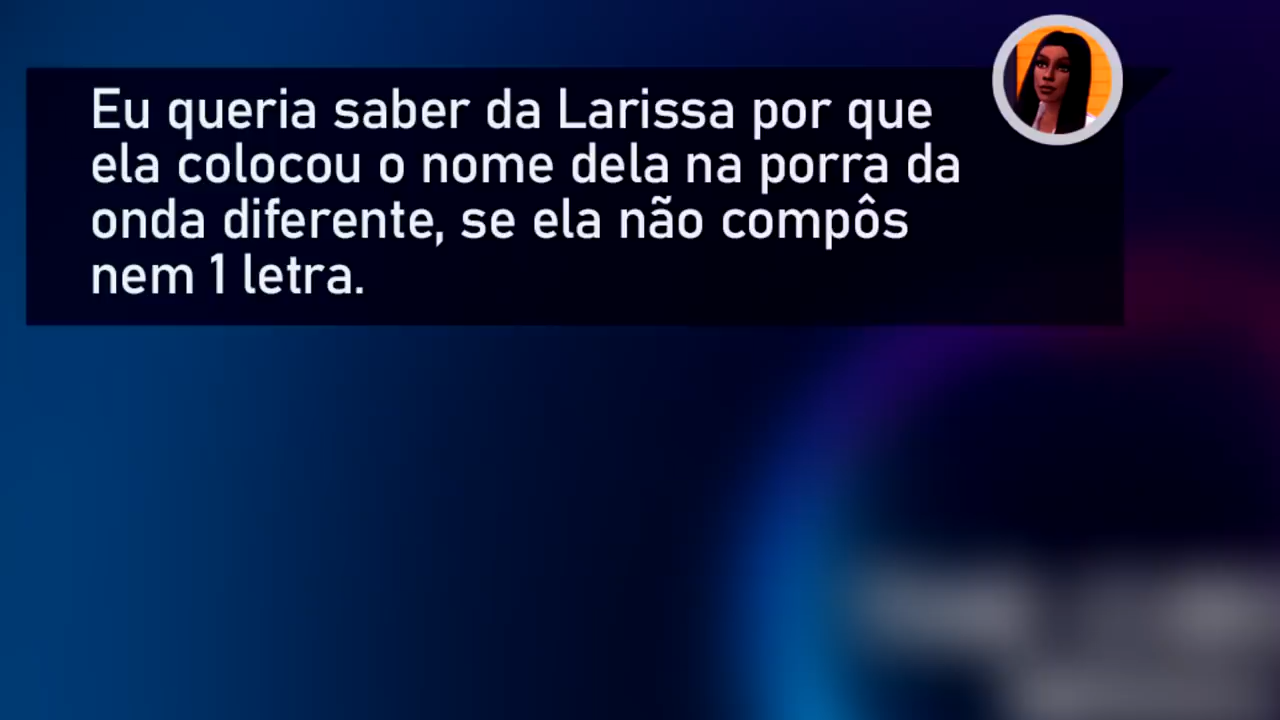 Eu queria saber da Larissa por que
ela colocou o nome dela na porra da
onda diferente, se ela não compôs
nem 1 letra.